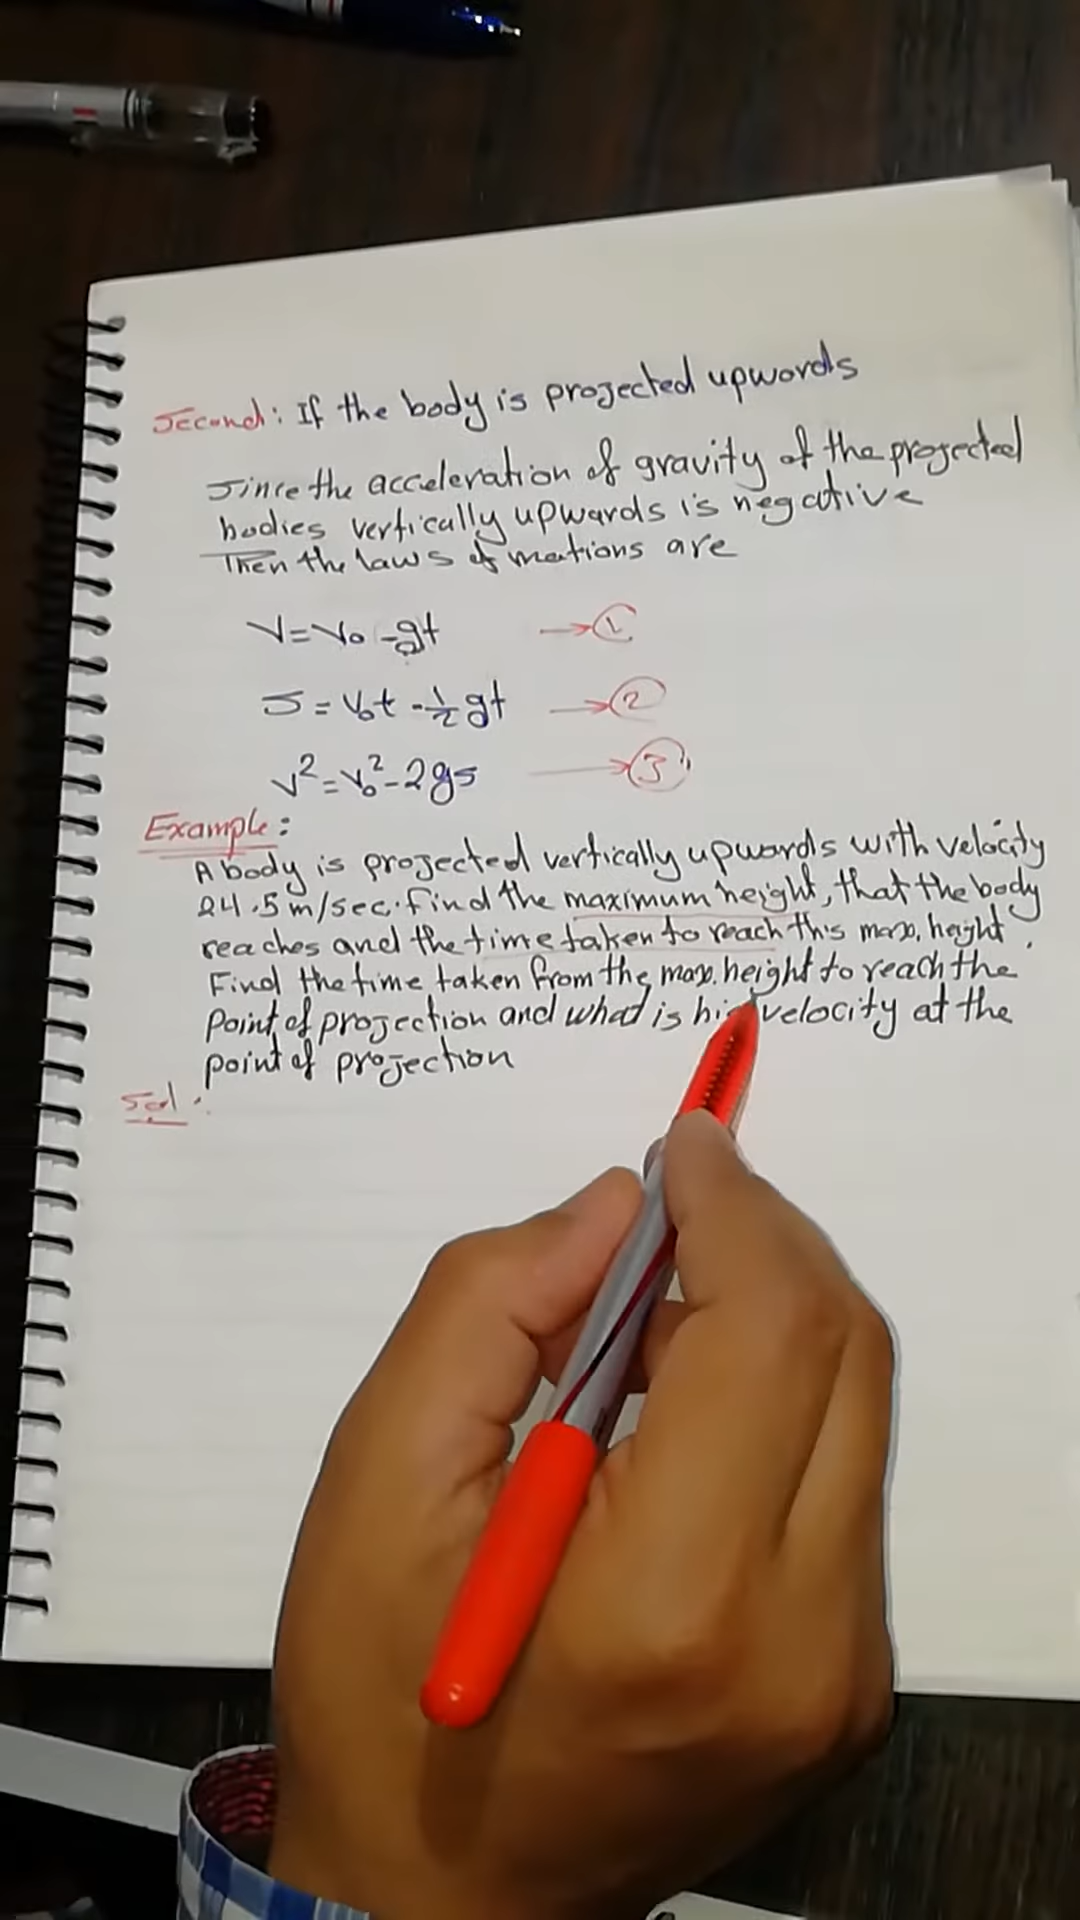 Second: If the body is projected upwords
Since the acceleration of gravity of the projected
bodies vertically upwards is negative
Then the laws of motions are
V=V₀ -gt → ①
S = V₀t - ½ gt → ②
V²=V₀²-2gs → ③
Example:
A body is projected vertically upwords with velocity
24.5m/sec. find the maximum height, that the body
reaches and the time taken to reach this max. height.
Find the time taken from the max. height to reach the
point of projection and what is velocity at the
point of projection
Sol: